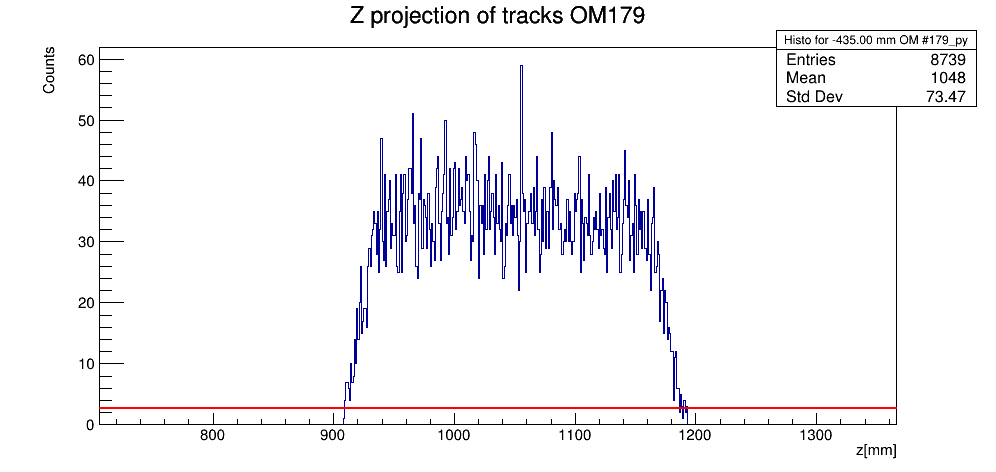 Z projection of tracks OM179
Histo for -435.00 mm OM #179_py
Entries 8739
Mean 1048
Std Dev 73.47
Counts
60
50
40
30
20
10
0
800 900 1000 1100 1200 1300
z[mm]